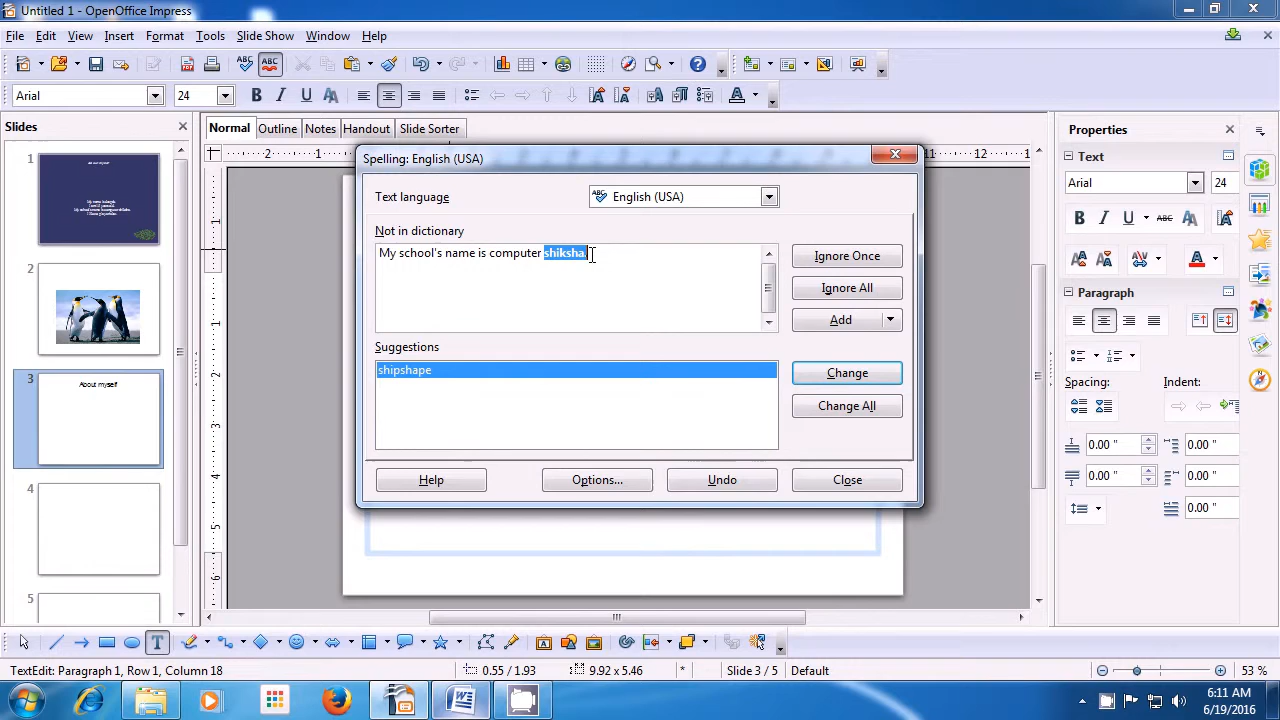 Untitled 1 - OpenOffice Impress
File Edit View Insert Format Tools Slide Show Window Help
Arial 24
Slides
Normal Outline Notes Handout Slide Sorter
Properties
Text
Arial 24
Paragraph
Spacing: Indent:
0.00 " 0.00 "
0.00 " 0.00 "
0.00 "
1
2
3
About myself
4
5
Spelling: English (USA)
Text language
English (USA)
Not in dictionary
My school's name is computer shiksha.
Ignore Once
Ignore All
Add
Suggestions
shipshape
Change
Change All
Help Options... Undo Close
TextEdit: Paragraph 1, Row 1, Column 18
0.55 / 1.93 9.92 x 5.46 * Slide 3 / 5 Default 53 %
6:11 AM
6/19/2016